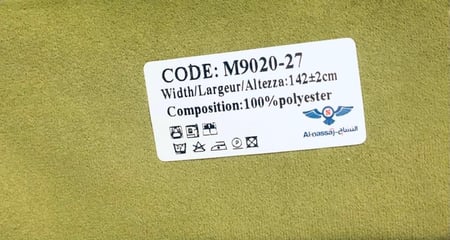 CODE: M9020-27
Width/Largeur/Altezza:142±2cm
Composition:100%polyester
Al-nassaj-النساج